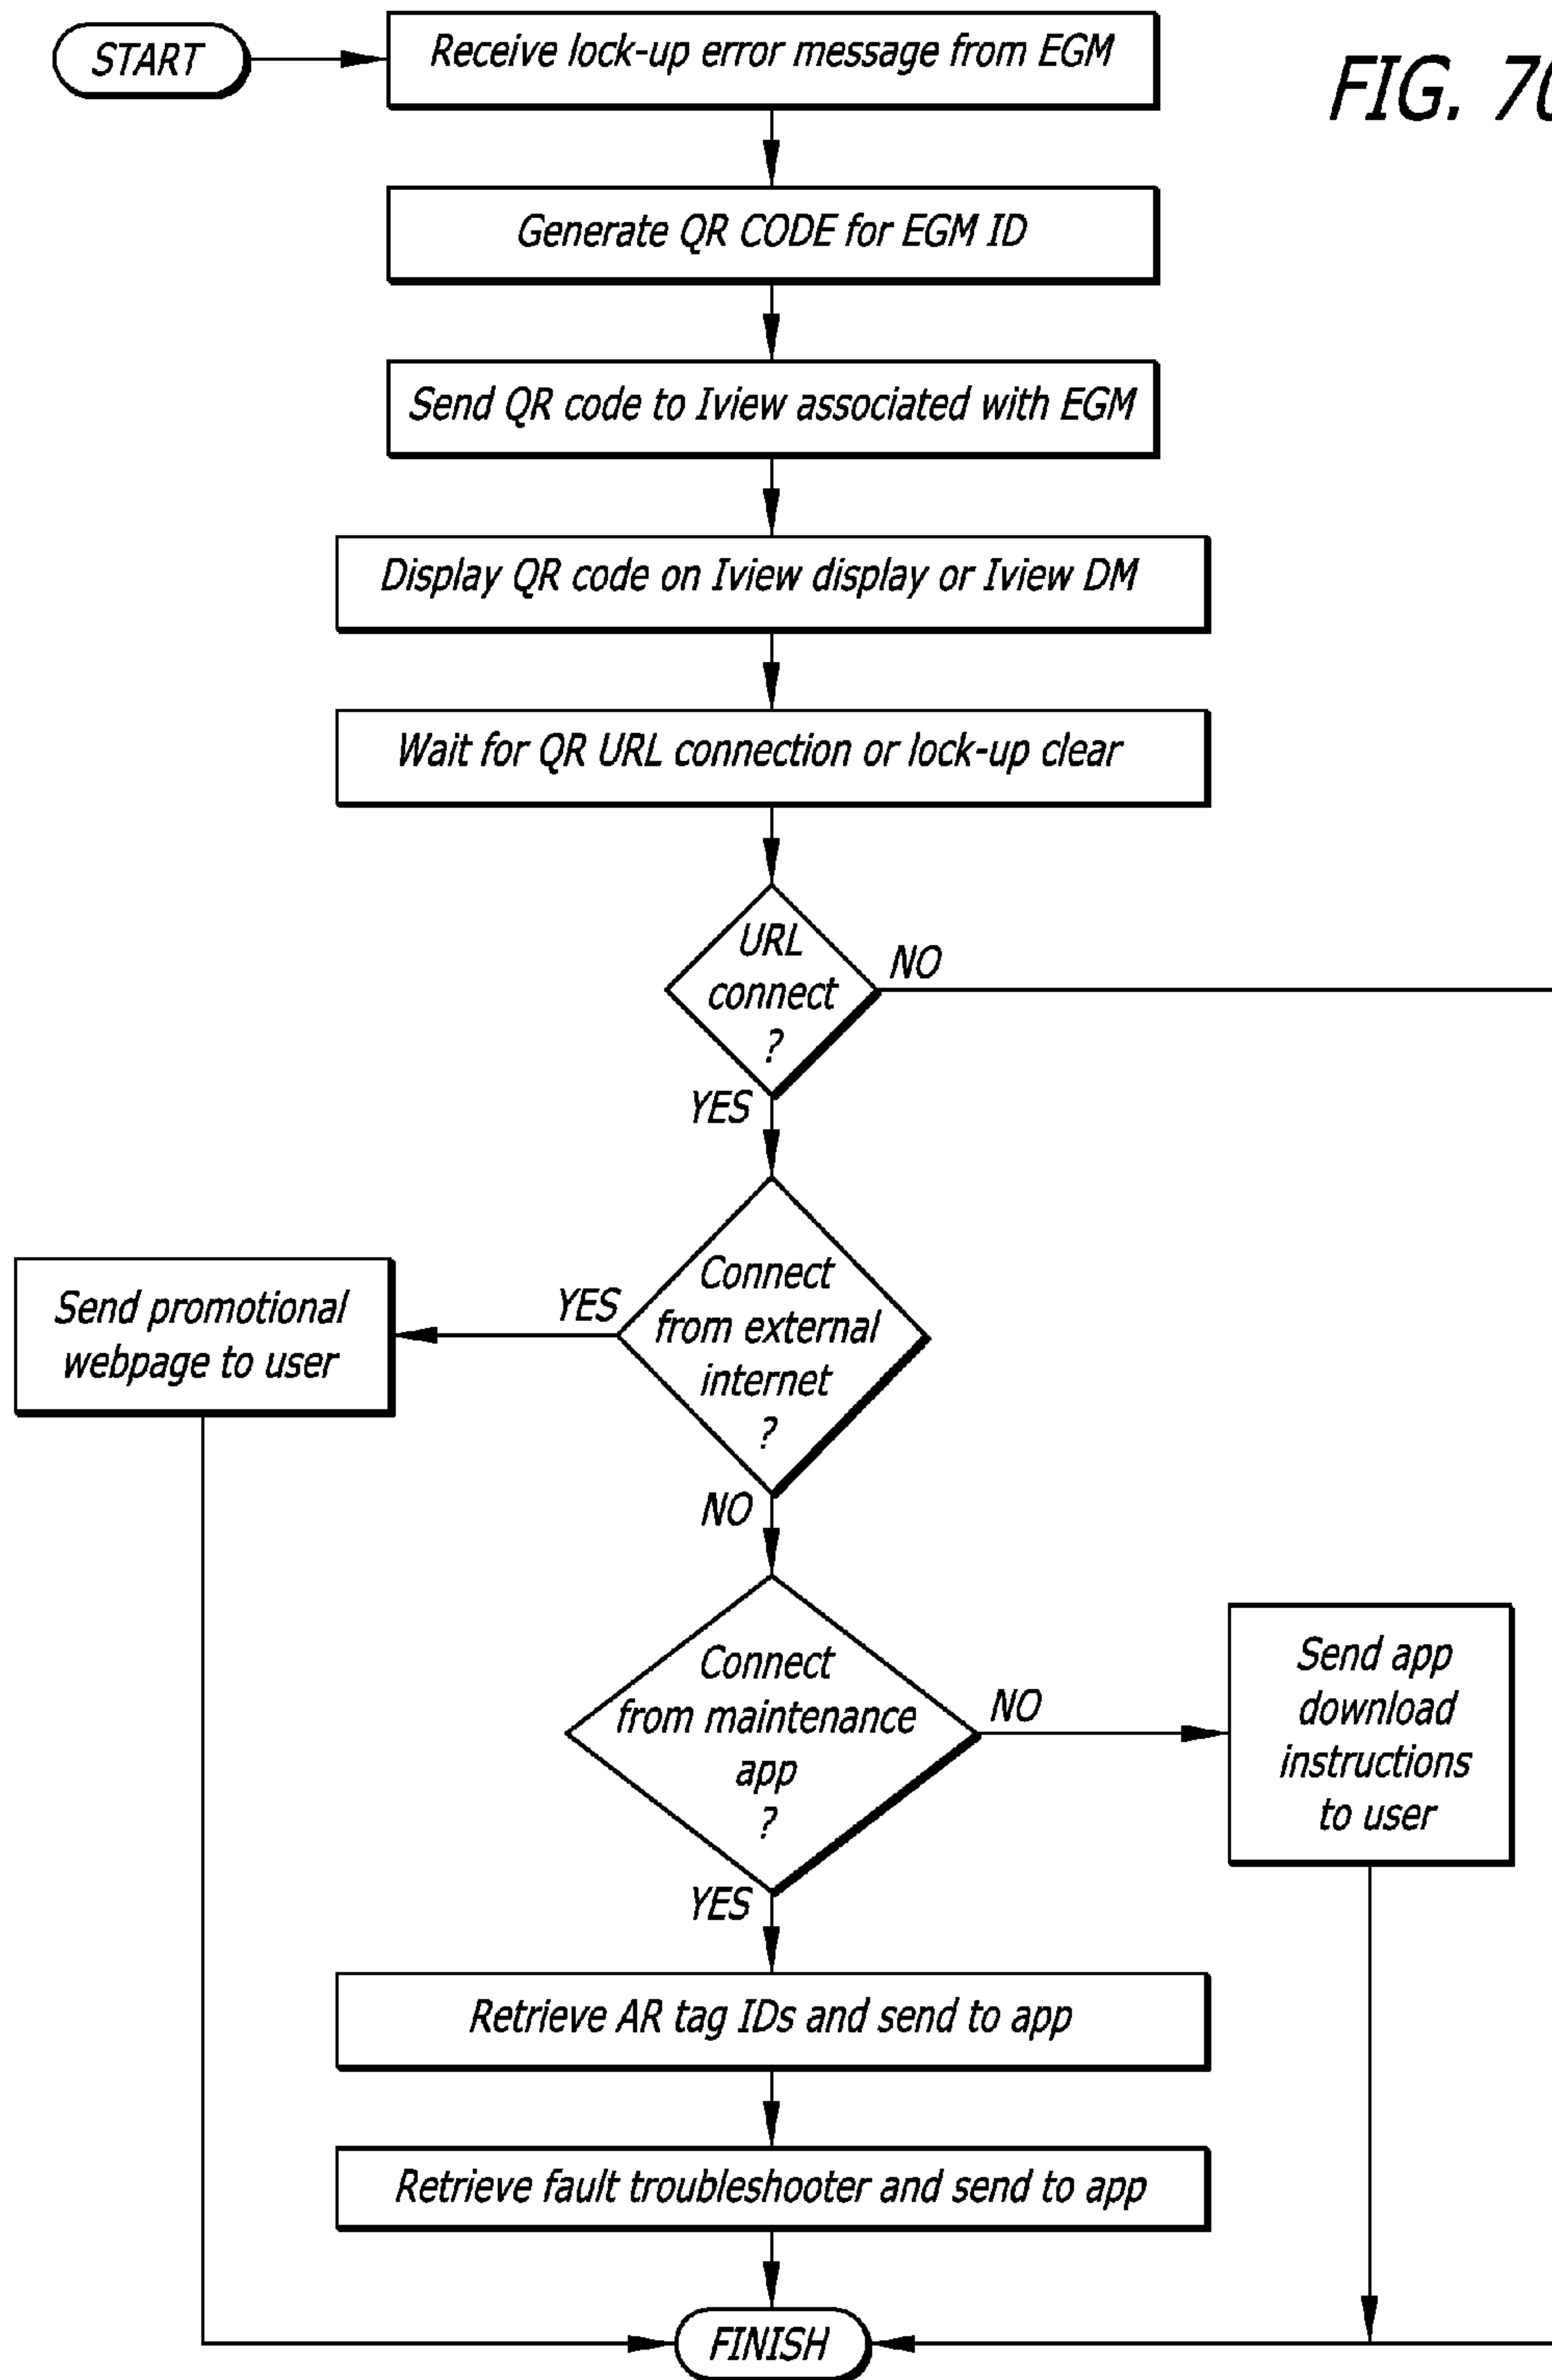 START
Receive lock-up error message from EGM
FIG. 70
Generate QR CODE for EGM ID
Send QR code to Iview associated with EGM
Display QR code on Iview display or Iview DM
Wait for QR URL connection or lock-up clear
URL
connect
?
NO
YES
Connect
from external
internet
?
YES
Send promotional
webpage to user
NO
Connect
from maintenance
app
?
NO
Send app
download
instructions
to user
YES
Retrieve AR tag IDs and send to app
Retrieve fault troubleshooter and send to app
FINISH